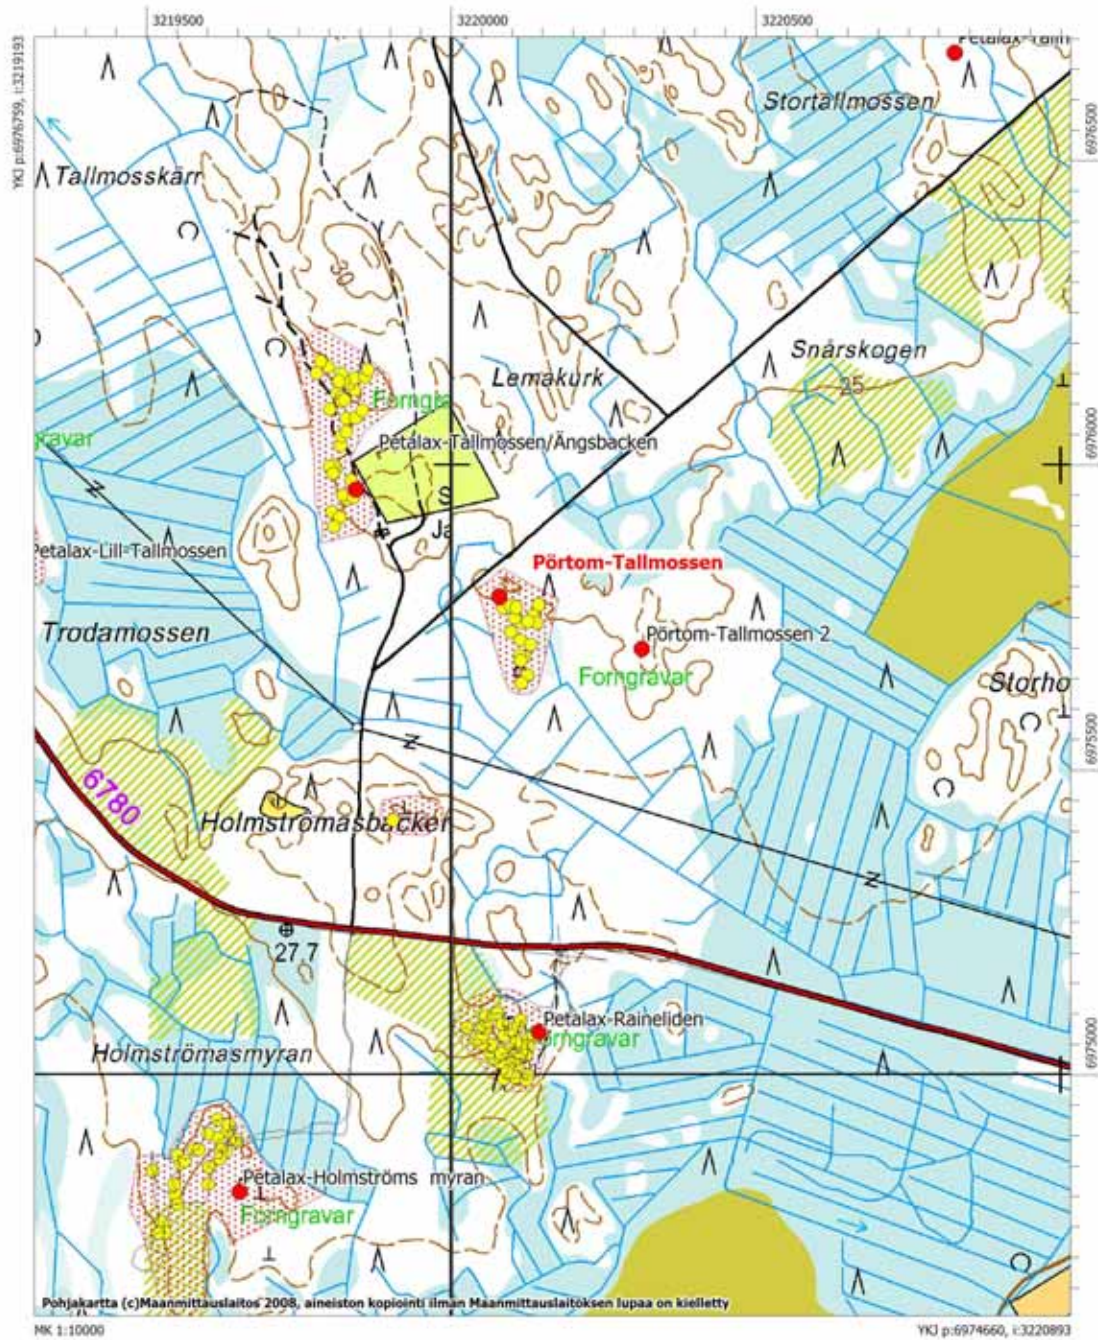 3219500
3220000
3220500
YKJ p:6976759, i:3219193
Petalax-Tallm
Stortallmossen
6976500
Tallmosskärr
30
Snårskogen
Lemakurk
25
Forngra
gravar
Petalax-Tallmossen/Ängsbacken
6976000
S
Ja
Petalax-Lill-Tallmossen
Pörtom-Tallmossen
Trodamossen
Pörtom-Tallmossen 2
Forngravar
Storho
6975500
6780
Holmströmasbacken
27.7
Petalax-Raineliden
Forngravar
6975000
Holmströmasmyran
Petalax-Holmströms myran
Forngravar
Pohjakartta (c)Maanmittauslaitos 2008, aineiston kopiointi ilman Maanmittauslaitoksen lupaa on kielletty
MK 1:10000
YKJ p:6974660, i:3220893